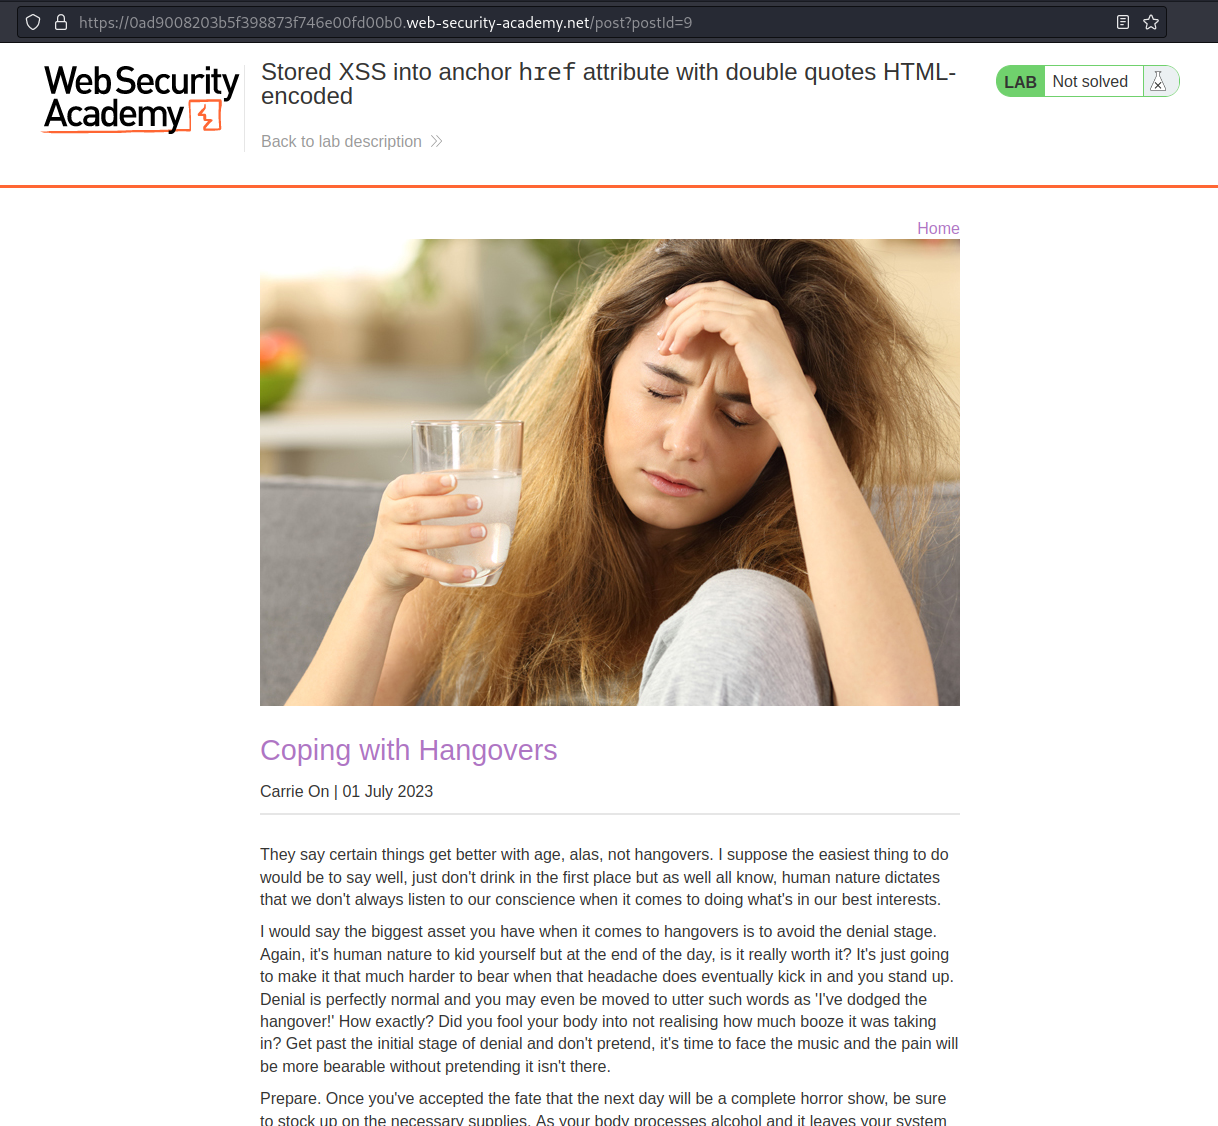 https://0ad9008203b5f398873f746e00fd00b0.web-security-academy.net/post?postId=9
Web Security
Academy
Stored XSS into anchor href attribute with double quotes HTML-
encoded
Back to lab description
LAB
Not solved
Home
Coping with Hangovers
Carrie On | 01 July 2023
They say certain things get better with age, alas, not hangovers. I suppose the easiest thing to do
would be to say well, just don't drink in the first place but as well all know, human nature dictates
that we don't always listen to our conscience when it comes to doing what's in our best interests.
I would say the biggest asset you have when it comes to hangovers is to avoid the denial stage.
Again, it's human nature to kid yourself but at the end of the day, is it really worth it? It's just going
to make it that much harder to bear when that headache does eventually kick in and you stand up.
Denial is perfectly normal and you may even be moved to utter such words as 'I've dodged the
hangover!' How exactly? Did you fool your body into not realising how much booze it was taking
in? Get past the initial stage of denial and don't pretend, it's time to face the music and the pain will
be more bearable without pretending it isn't there.
Prepare. Once you've accepted the fate that the next day will be a complete horror show, be sure
to stock up on the necessary supplies. As your body processes alcohol and it leaves your system